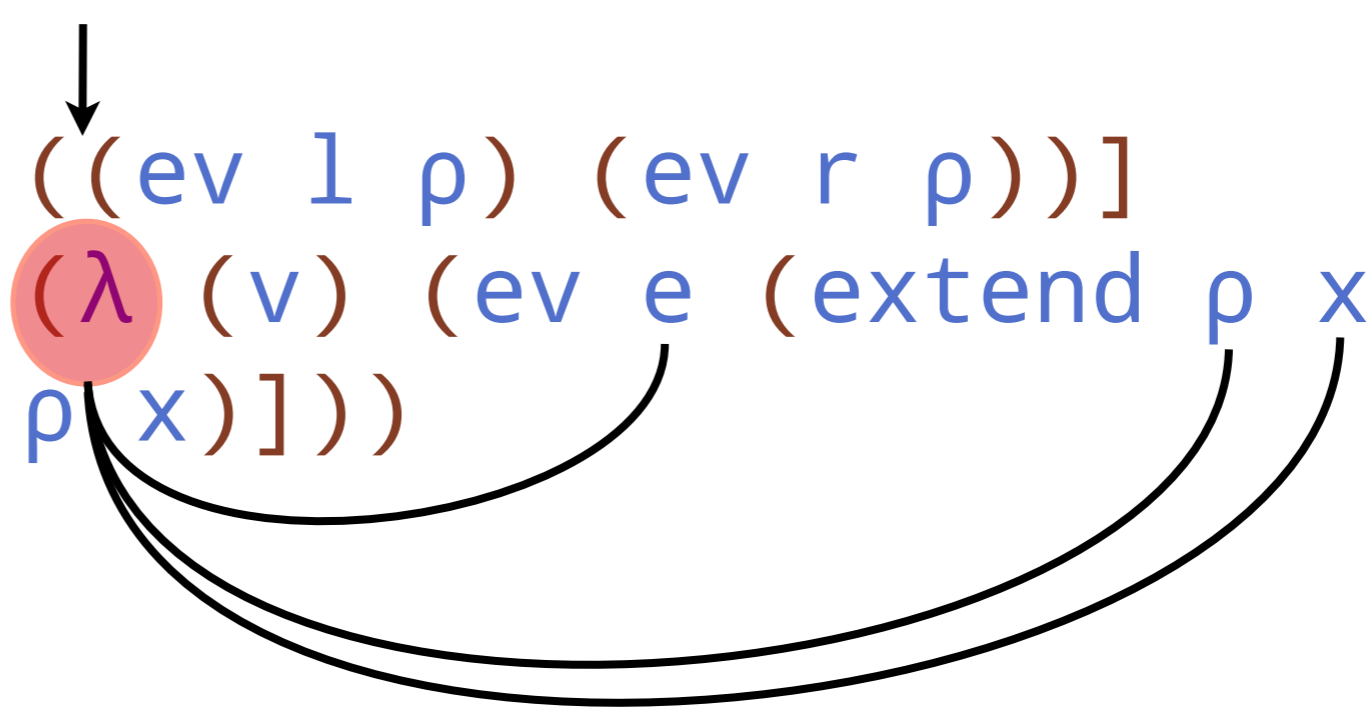 ((ev l ρ) (ev r ρ))]
(λ (v) (ev e (extend ρ x
ρ x)]))